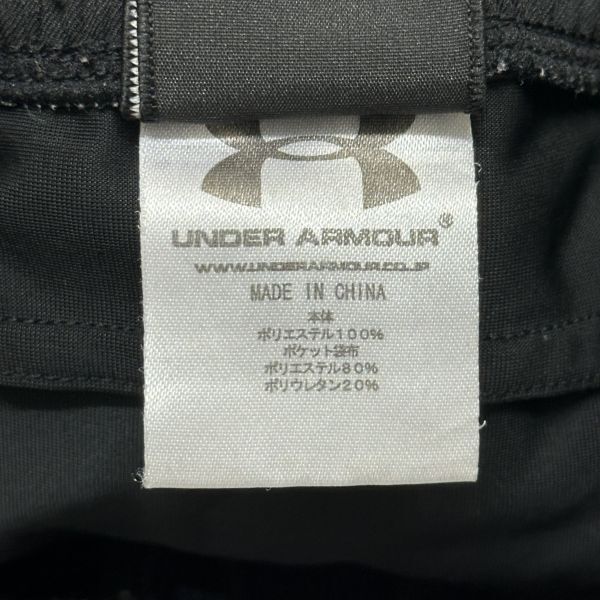 UNDER ARMOUR®
WWW.UNDERARMOUR.CO.JP
MADE IN CHINA
本体
ポリエステル100%
ポケット袋布
ポリエステル80%
ポリウレタン20%